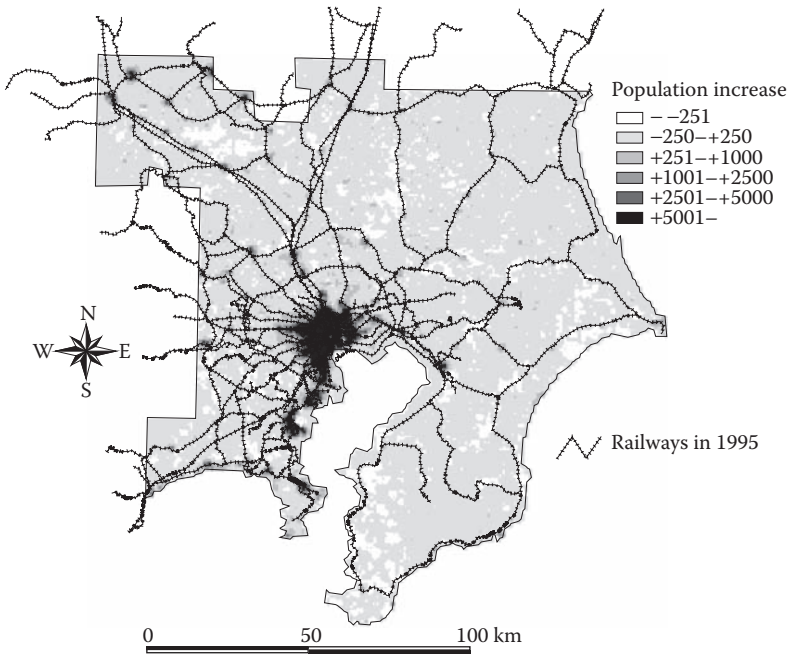 Population increase
– –251
–250–+250
+251–+1000
+1001–+2500
+2501–+5000
+5001–
N
W E
S
Railways in 1995
0 50 100 km